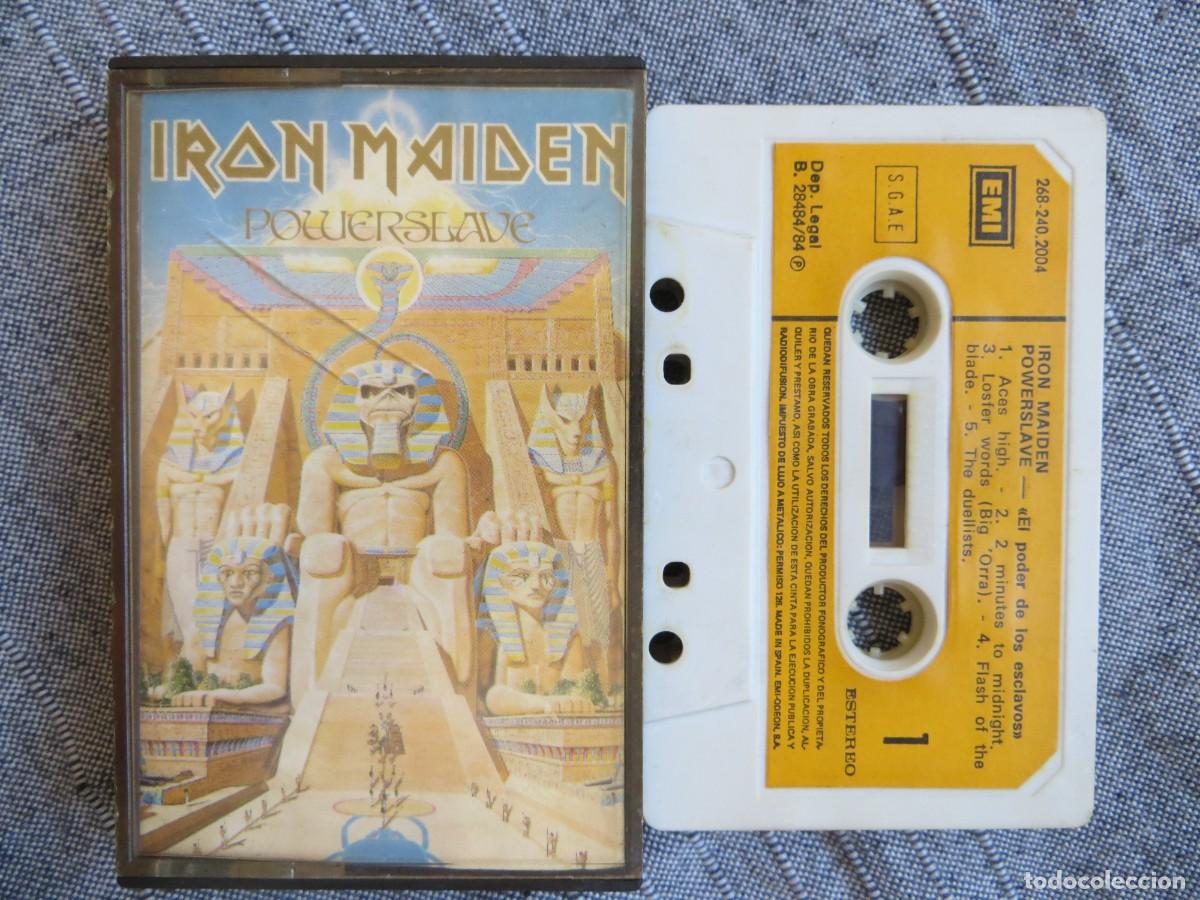 IRON MAIDEN
POWERSLAVE
268-240.2004
EMI
S.G.A.E
Dep. Legal
B. 28484/84 ℗
IRON MAIDEN
POWERSLAVE — «El poder de los esclavos»
1. Aces high. - 2. 2 minutes to midnight.
3. Losfer words (Big 'Orra). - 4. Flash of the
blade. - 5. The duellists.
ESTEREO
1
QUEDAN RESERVADOS TODOS LOS DERECHOS DEL PRODUCTOR FONOGRAFICO Y DEL PROPIETA-
RIO DE LA OBRA GRABADA, SALVO AUTORIZACION, QUEDAN PROHIBIDOS LA DUPLICACION, AL-
QUILER Y PRESTAMO, ASI COMO LA UTILIZACION DE ESTA CINTA PARA LA EJECUCION PUBLICA Y
RADIODIFUSION, IMPUESTO DE LUJO A METALICO: PERMISO 126. MADE IN SPAIN. EMI-ODEON, S.A.
todocoleccion